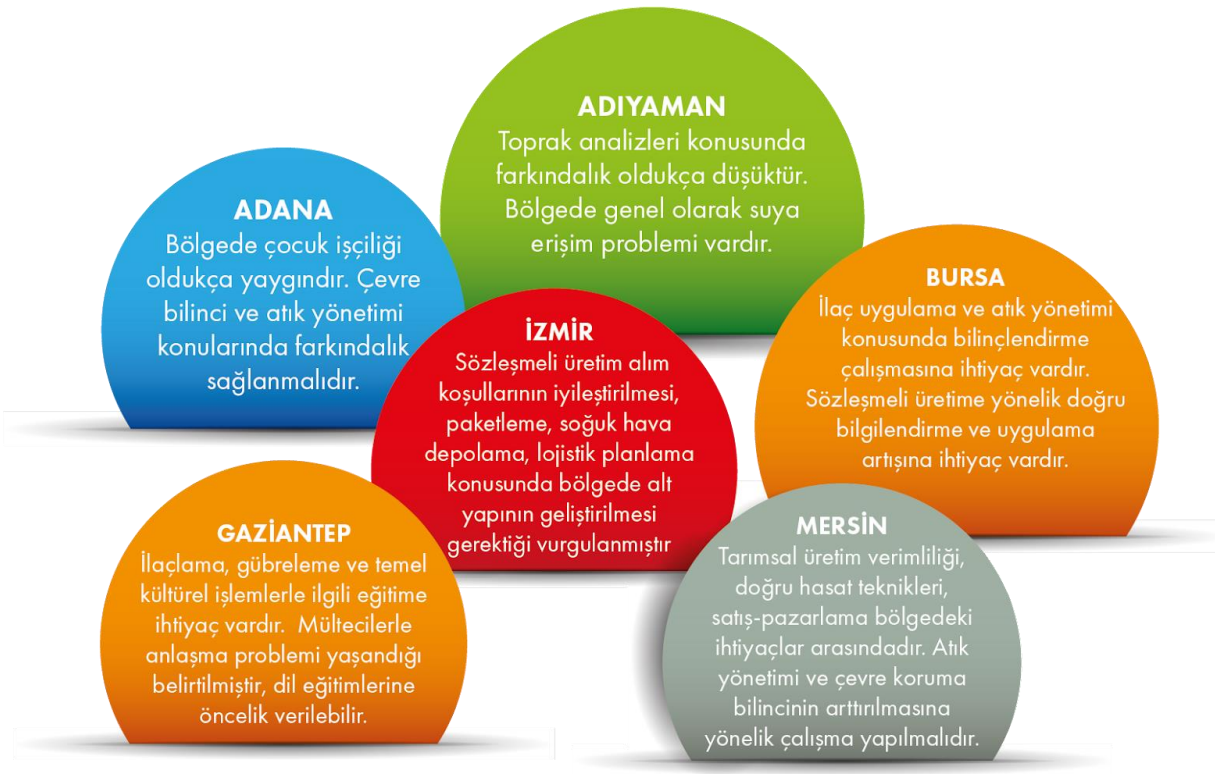 ADIYAMAN
Toprak analizleri konusunda
farkındalık oldukça düşüktür.
Bölgede genel olarak suya
erişim problemi vardır.
ADANA
Bölgede çocuk işçiliği
oldukça yaygındır. Çevre
bilinci ve atık yönetimi
konularında farkındalık
sağlanmalıdır.
BURSA
İlaç uygulama ve atık yönetimi
konusunda bilinçlendirme
çalışmasına ihtiyaç vardır.
Sözleşmeli üretime yönelik doğru
bilgilendirme ve uygulama
artışına ihtiyaç vardır.
İZMİR
Sözleşmeli üretim alım
koşullarının iyileştirilmesi,
paketleme, soğuk hava
depolama, lojistik planlama
konusunda bölgede alt
yapının geliştirilmesi
gerektiği vurgulanmıştır
GAZİANTEP
İlaçlama, gübreleme ve temel
kültürel işlemlerle ilgili eğitime
ihtiyaç vardır. Mültecilerle
anlaşma problemi yaşandığı
belirtilmiştir, dil eğitimlerine
öncelik verilebilir.
MERSİN
Tarımsal üretim verimliliği,
doğru hasat teknikleri,
satış-pazarlama bölgedeki
ihtiyaçlar arasındadır. Atık
yönetimi ve çevre koruma
bilincinin arttırılmasına
yönelik çalışma yapılmalıdır.